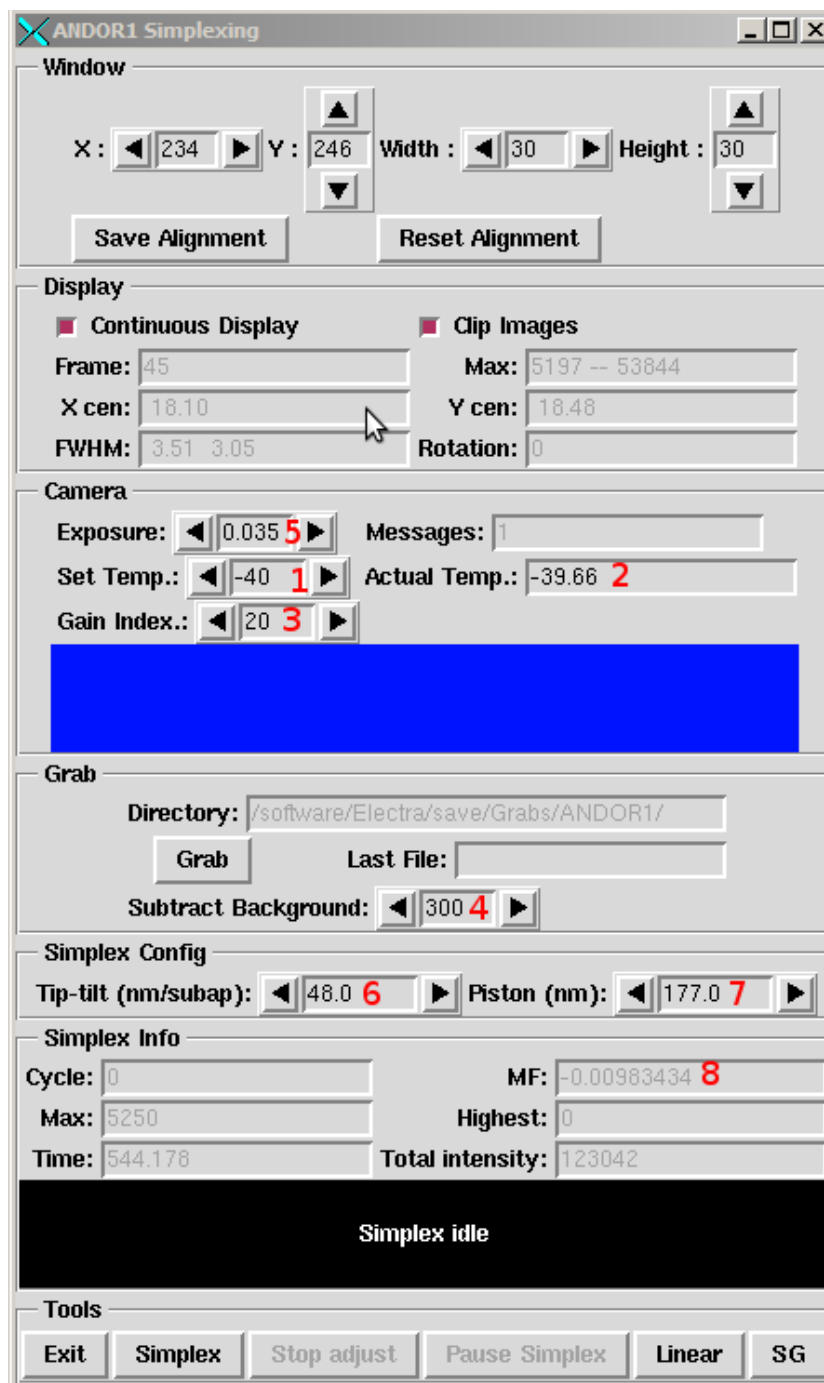 ANDOR1 Simplexing
Window
X : 234 Y : 246 Width : 30 Height : 30
Save Alignment Reset Alignment
Display
Continuous Display Clip Images
Frame: 45 Max: 5197 -- 53844
X cen: 18.10 Y cen: 18.48
FWHM: 3.51 3.05 Rotation: 0
Camera
Exposure: 0.035 5 Messages: 1
Set Temp.: -40 1 Actual Temp.: -39.66 2
Gain Index.: 20 3
Grab
Directory: /software/Electra/save/Grabs/ANDOR1/
Grab Last File:
Subtract Background: 300 4
Simplex Config
Tip-tilt (nm/subap): 48.0 6 Piston (nm): 177.0 7
Simplex Info
Cycle: 0 MF: -0.00983434 8
Max: 5250 Highest: 0
Time: 544.178 Total intensity: 123042
Simplex idle
Tools
Exit Simplex Stop adjust Pause Simplex Linear SG